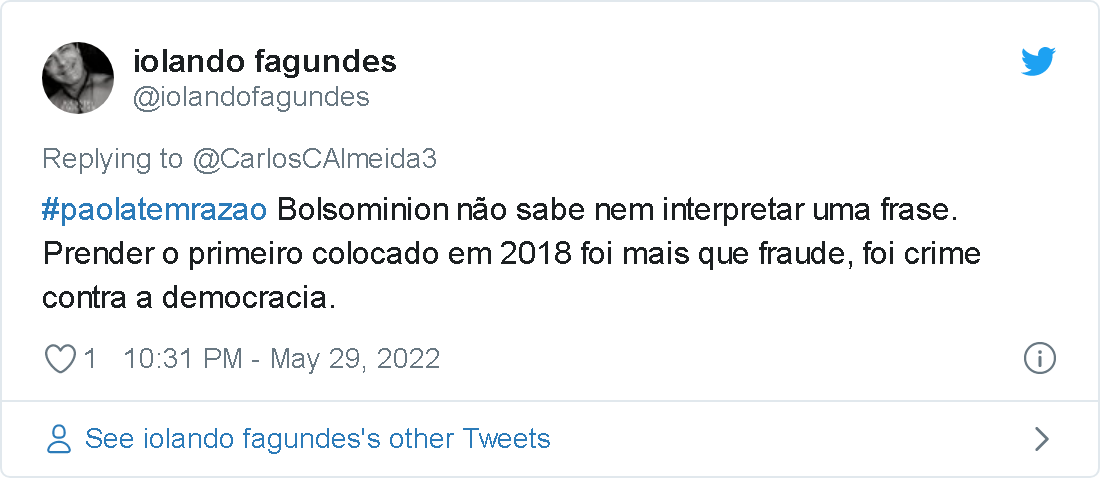 iolando fagundes
@iolandofagundes
Replying to @CarlosCAlmeida3
#paolatemrazao Bolsominion não sabe nem interpretar uma frase.
Prender o primeiro colocado em 2018 foi mais que fraude, foi crime
contra a democracia.
1 10:31 PM - May 29, 2022
See iolando fagundes's other Tweets